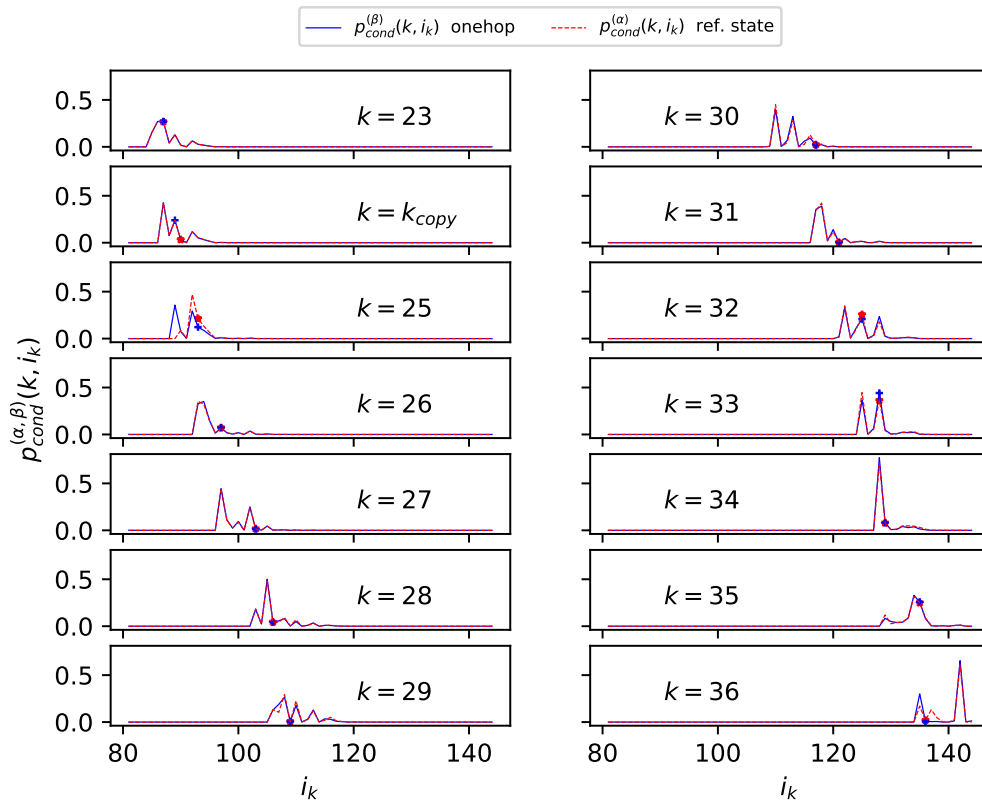 p_{cond}^{(β)}(k, i_k) onehop
p_{cond}^{(α)}(k, i_k) ref. state
p_{cond}^{(α,β)}(k, i_k)
0.5
0.0
k = 23
0.5
0.0
k = k_{copy}
0.5
0.0
k = 25
0.5
0.0
k = 26
0.5
0.0
k = 27
0.5
0.0
k = 28
0.5
0.0
k = 29
80 100 120 140
i_k
k = 30
k = 31
k = 32
k = 33
k = 34
k = 35
k = 36
80 100 120 140
i_k